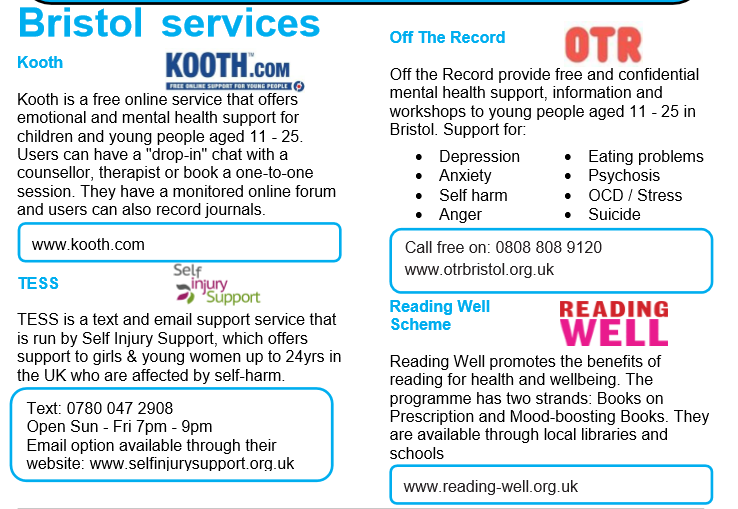 Bristol services
Kooth
KOOTH.COM
FREE ONLINE SUPPORT FOR YOUNG PEOPLE
Kooth is a free online service that offers
emotional and mental health support for
children and young people aged 11 - 25.
Users can have a "drop-in" chat with a
counsellor, therapist or book a one-to-one
session. They have a monitored online forum
and users can also record journals.
www.kooth.com
TESS
Self
injury
Support
TESS is a text and email support service that
is run by Self Injury Support, which offers
support to girls & young women up to 24yrs in
the UK who are affected by self-harm.
Text: 0780 047 2908
Open Sun - Fri 7pm - 9pm
Email option available through their
website: www.selfinjurysupport.org.uk
Off The Record
OTR
Off the Record provide free and confidential
mental health support, information and
workshops to young people aged 11 - 25 in
Bristol. Support for:
• Depression
• Anxiety
• Self harm
• Anger
• Eating problems
• Psychosis
• OCD / Stress
• Suicide
Call free on: 0808 808 9120
www.otrbristol.org.uk
Reading Well
Scheme
READING
WELL
Reading Well promotes the benefits of
reading for health and wellbeing. The
programme has two strands: Books on
Prescription and Mood-boosting Books. They
are available through local libraries and
schools
www.reading-well.org.uk